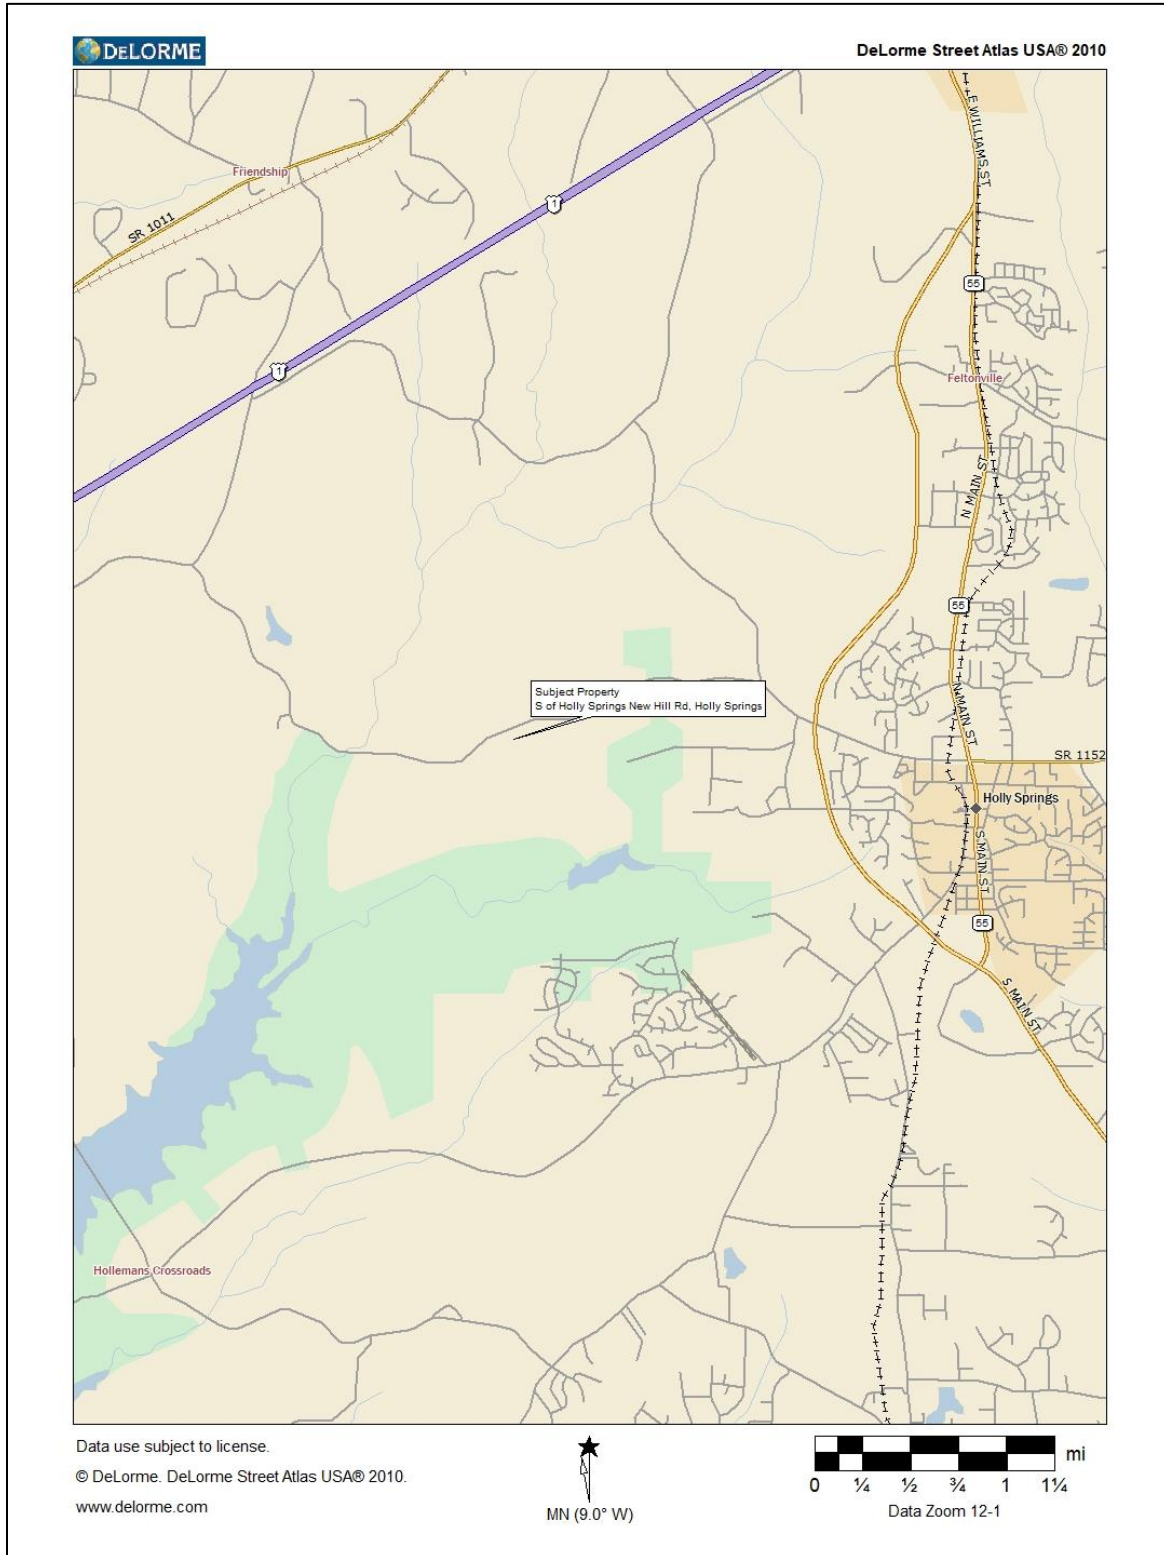 DELORME
DeLorme Street Atlas USA® 2010
E WILLIAMS ST
Friendship
1
SR 1011
55
1
Feltonville
N MAIN ST
55
Subject Property
S of Holly Springs New Hill Rd, Holly Springs
N MAIN ST
SR 1152
Holly Springs
S MAIN ST
55
S MAIN ST
Hollemans Crossroads
Data use subject to license.
© DeLorme. DeLorme Street Atlas USA® 2010.
www.delorme.com
MN (9.0° W)
mi
0 ¼ ½ ¾ 1 1¼
Data Zoom 12-1